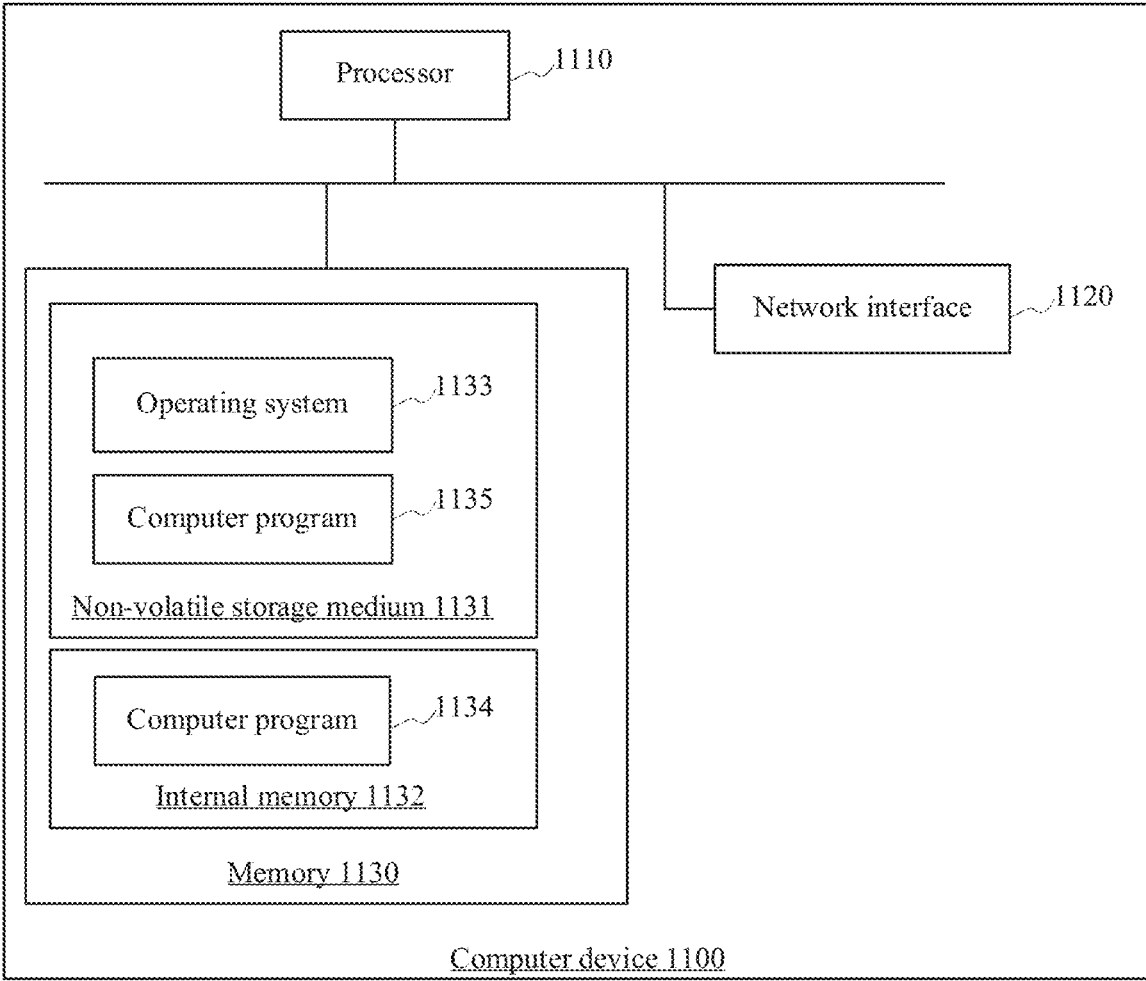 Processor
1110
Network interface
1120
Operating system
1133
Computer program
1135
Non-volatile storage medium 1131
Computer program
1134
Internal memory 1132
Memory 1130
Computer device 1100